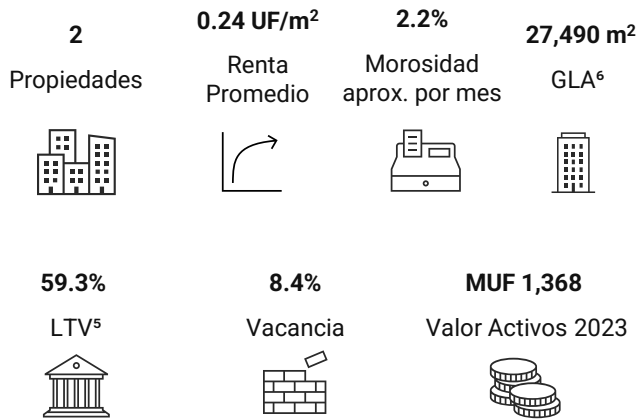 2
Propiedades
0.24 UF/m²
Renta
Promedio
2.2%
Morosidad
aprox. por mes
27,490 m²
GLA⁶
59.3%
LTV⁵
8.4%
Vacancia
MUF 1,368
Valor Activos 2023